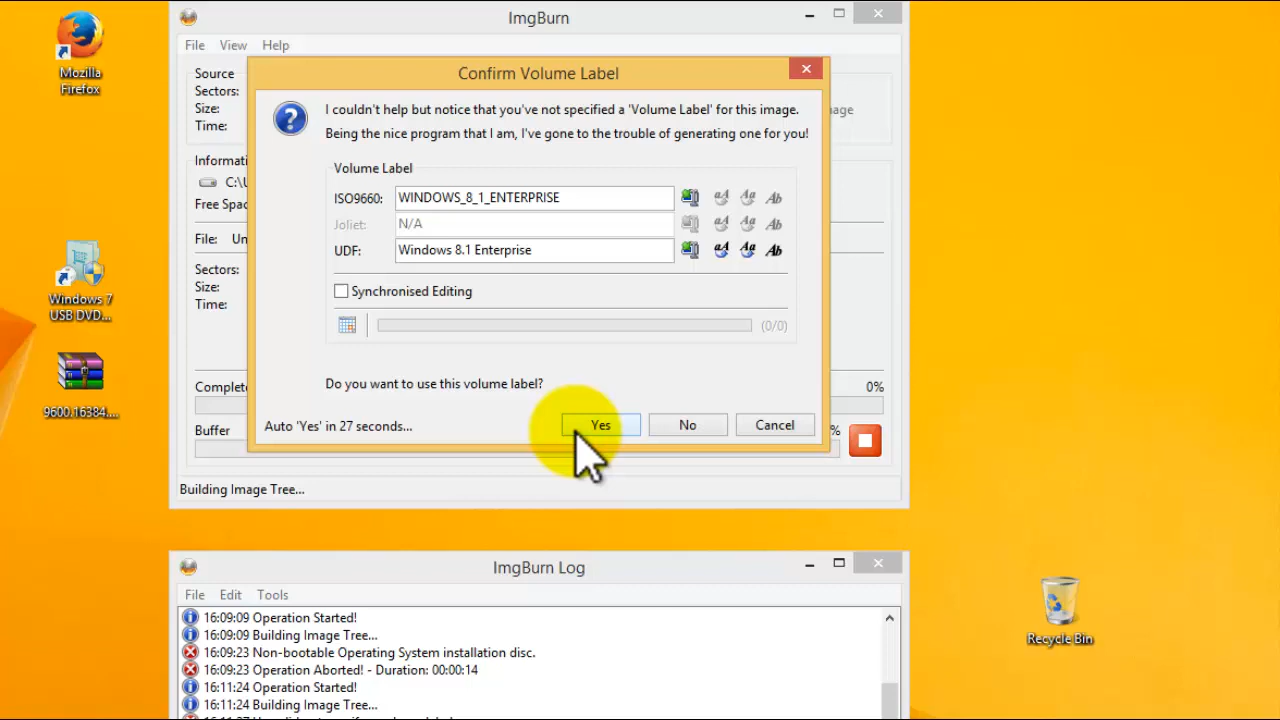 Mozilla
Firefox
Windows 7
USB DVD...
9600.16384....
Recycle Bin
ImgBurn
File View Help
Source
Sectors:
Size:
Time:
Informati
C:\U
Free Spac
File: Un
Sectors:
Size:
Time:
Complete
0%
Buffer
%
Building Image Tree...
Confirm Volume Label
I couldn't help but notice that you've not specified a 'Volume Label' for this image.
Being the nice program that I am, I've gone to the trouble of generating one for you!
Volume Label
ISO9660: WINDOWS_8_1_ENTERPRISE
Joliet: N/A
UDF: Windows 8.1 Enterprise
Synchronised Editing
(0/0)
Do you want to use this volume label?
Auto 'Yes' in 27 seconds...
Yes No Cancel
ImgBurn Log
File Edit Tools
16:09:09 Operation Started!
16:09:09 Building Image Tree...
16:09:23 Non-bootable Operating System installation disc.
16:09:23 Operation Aborted! - Duration: 00:00:14
16:11:24 Operation Started!
16:11:24 Building Image Tree...